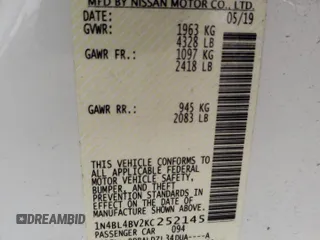 MFD BY NISSAN MOTOR CO., LTD.
DATE: 05/19
GVWR: 1963 KG
4328 LB
GAWR FR: 1097 KG
2418 LB
GAWR RR: 945 KG
2083 LB
THIS VEHICLE CONFORMS TO
ALL APPLICABLE FEDERAL
MOTOR VEHICLE SAFETY,
BUMPER, AND THEFT
PREVENTION STANDARDS IN
EFFECT ON THE DATE OF
MANUFACTURE SHOWN ABOVE.
1N4BL4BV2KC252145
PASSENGER CAR 094
DREAMBID